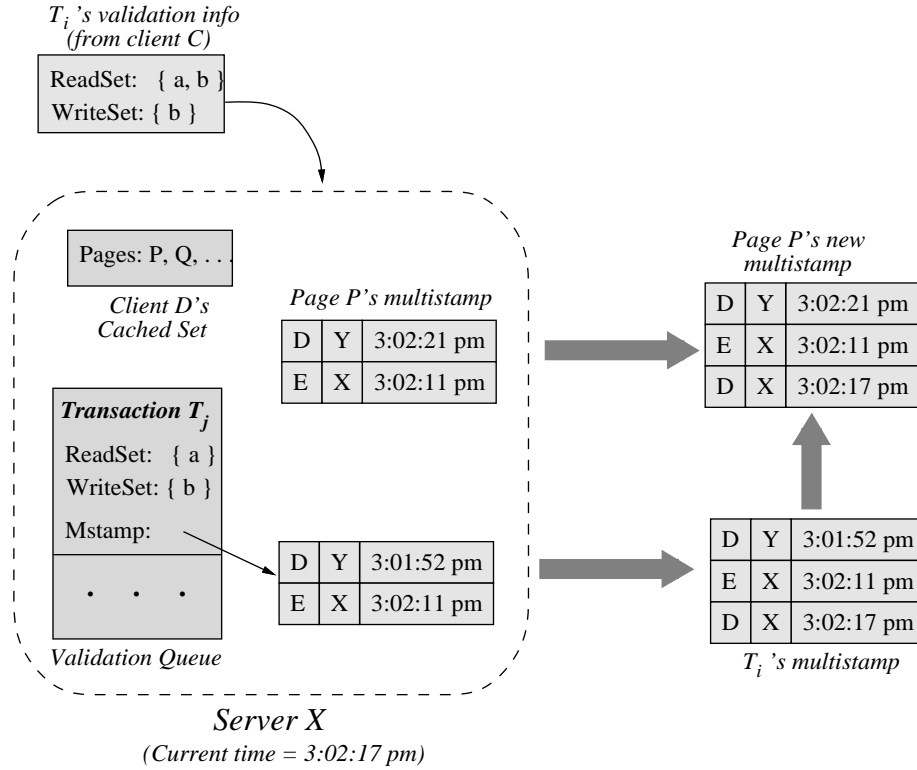 T_i 's validation info
(from client C)
ReadSet: { a, b }
WriteSet: { b }
Pages: P, Q, . . .
Client D's
Cached Set
Page P's multistamp
D Y 3:02:21 pm
E X 3:02:11 pm
Page P's new
multistamp
D Y 3:02:21 pm
E X 3:02:11 pm
D X 3:02:17 pm
Transaction T_j
ReadSet: { a }
WriteSet: { b }
Mstamp:
. . .
Validation Queue
D Y 3:01:52 pm
E X 3:02:11 pm
D Y 3:01:52 pm
E X 3:02:11 pm
D X 3:02:17 pm
T_i 's multistamp
Server X
(Current time = 3:02:17 pm)